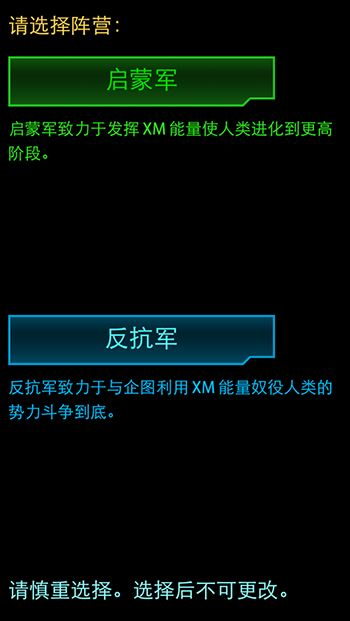 请选择阵营：
启蒙军
启蒙军致力于发挥 XM 能量使人类进化到更高
阶段。
反抗军
反抗军致力于与企图利用 XM 能量奴役人类的
势力斗争到底。
请慎重选择。选择后不可更改。